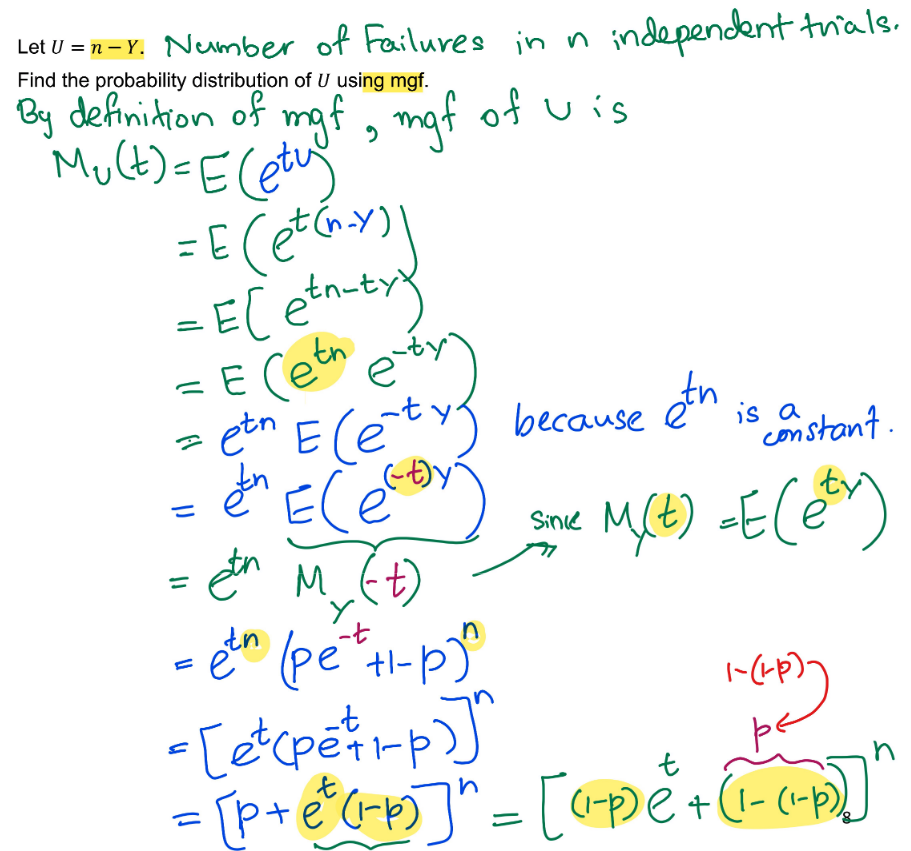 Let U = n − Y. Number of Failures in n independent trials.
Find the probability distribution of U using mgf.
By definition of mgf, mgf of U is
M_U(t) = E(e^{tU})
= E(e^{t(n-Y)})
= E(e^{tn-tY})
= E(e^{tn} e^{-tY})
= e^{tn} E(e^{-tY}) because e^{tn} is a constant.
= e^{tn} E(e^{(-t)Y})
since M_Y(t) = E(e^{tY})
= e^{tn} M_Y(-t)
= e^{tn} (pe^{-t} + 1-p)^n
1-(1-p)
p
= [e^t(pe^{-t} + 1-p)]^n
= [p + e^t(1-p)]^n = [(1-p)e^t + (1-(1-p))]^n
8